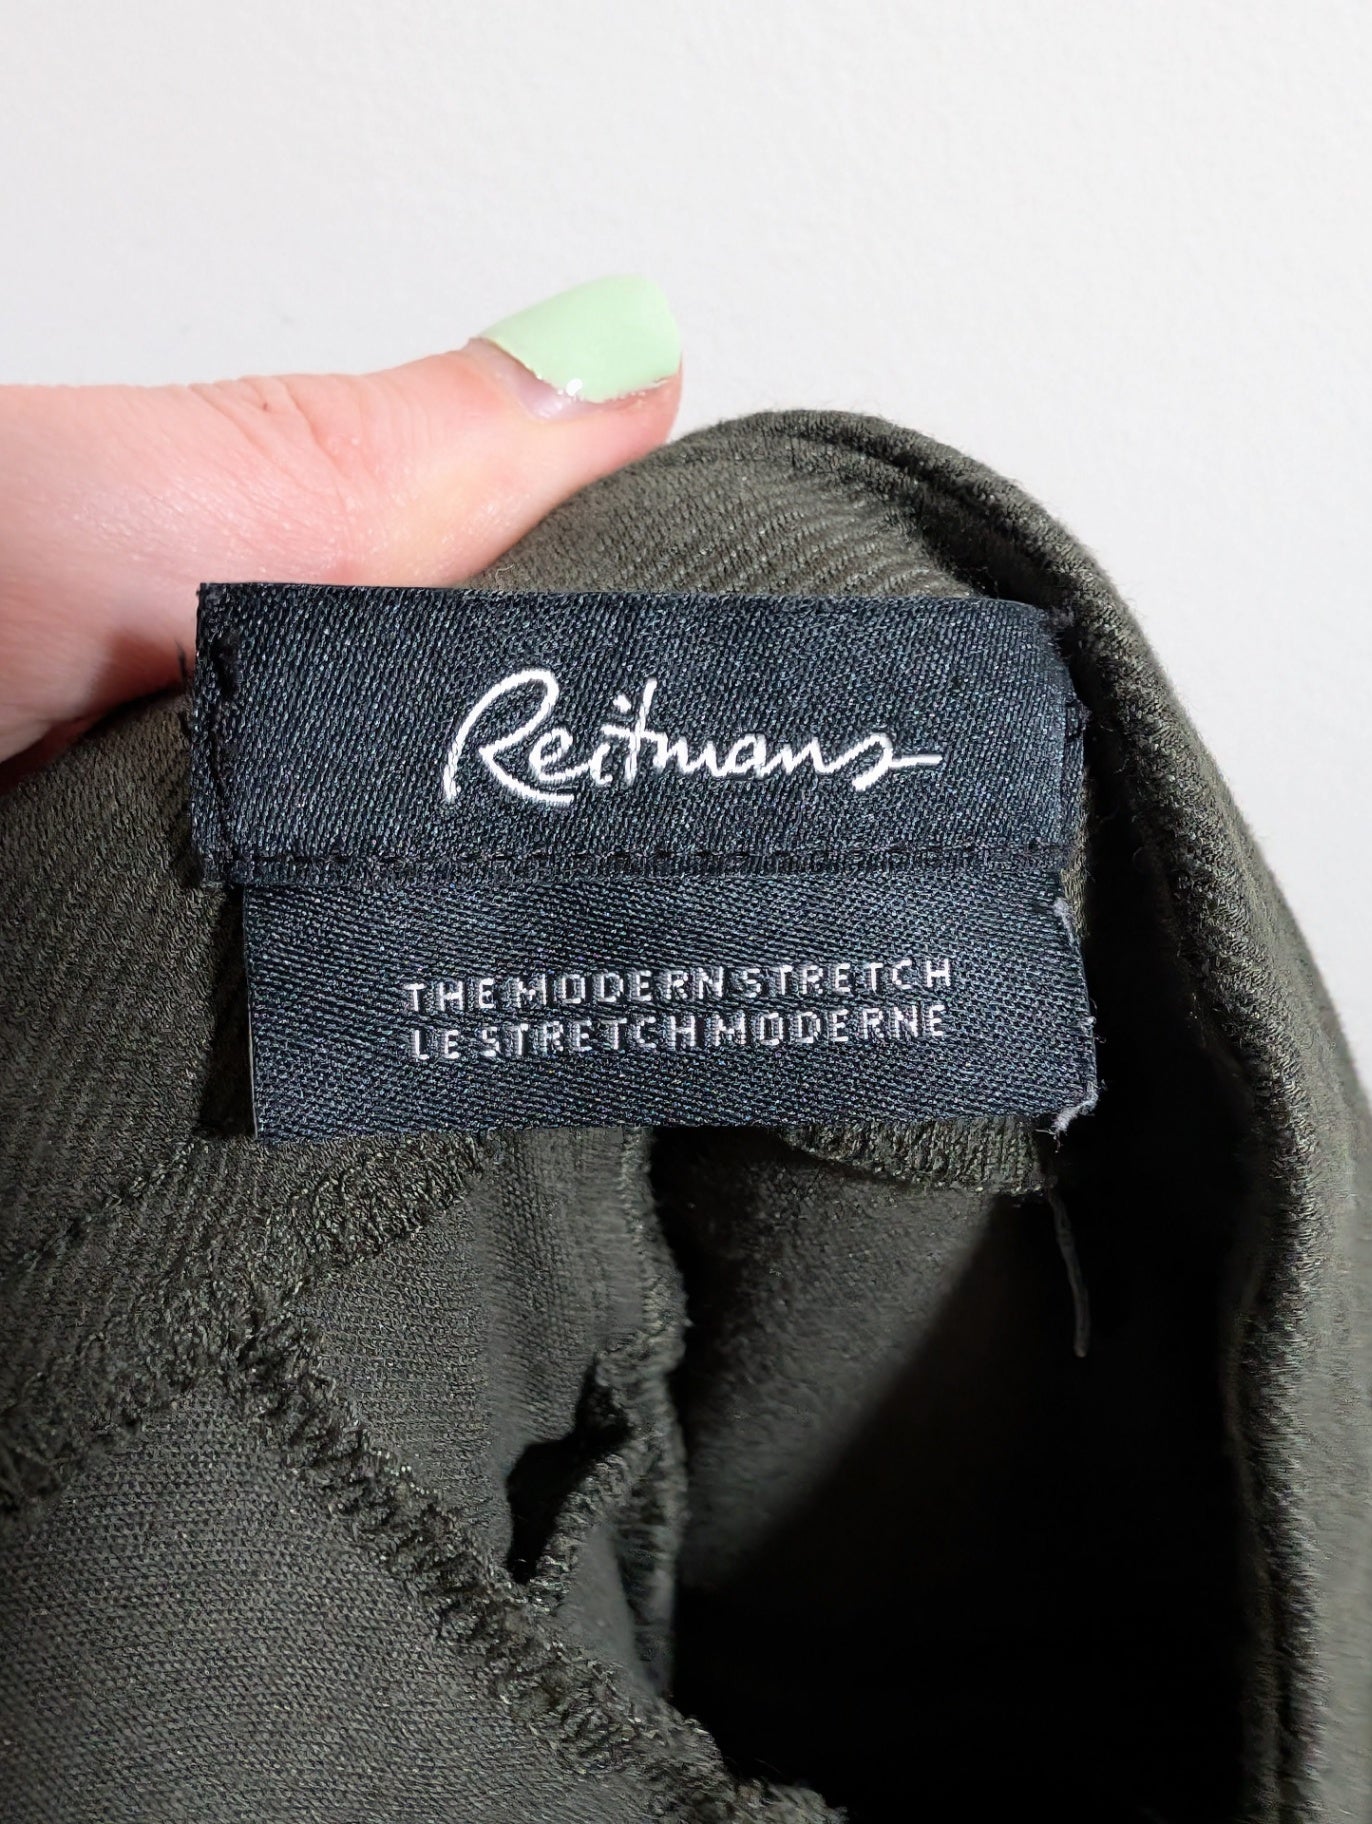 Reitmans
THE MODERN STRETCH
LE STRETCH MODERNE